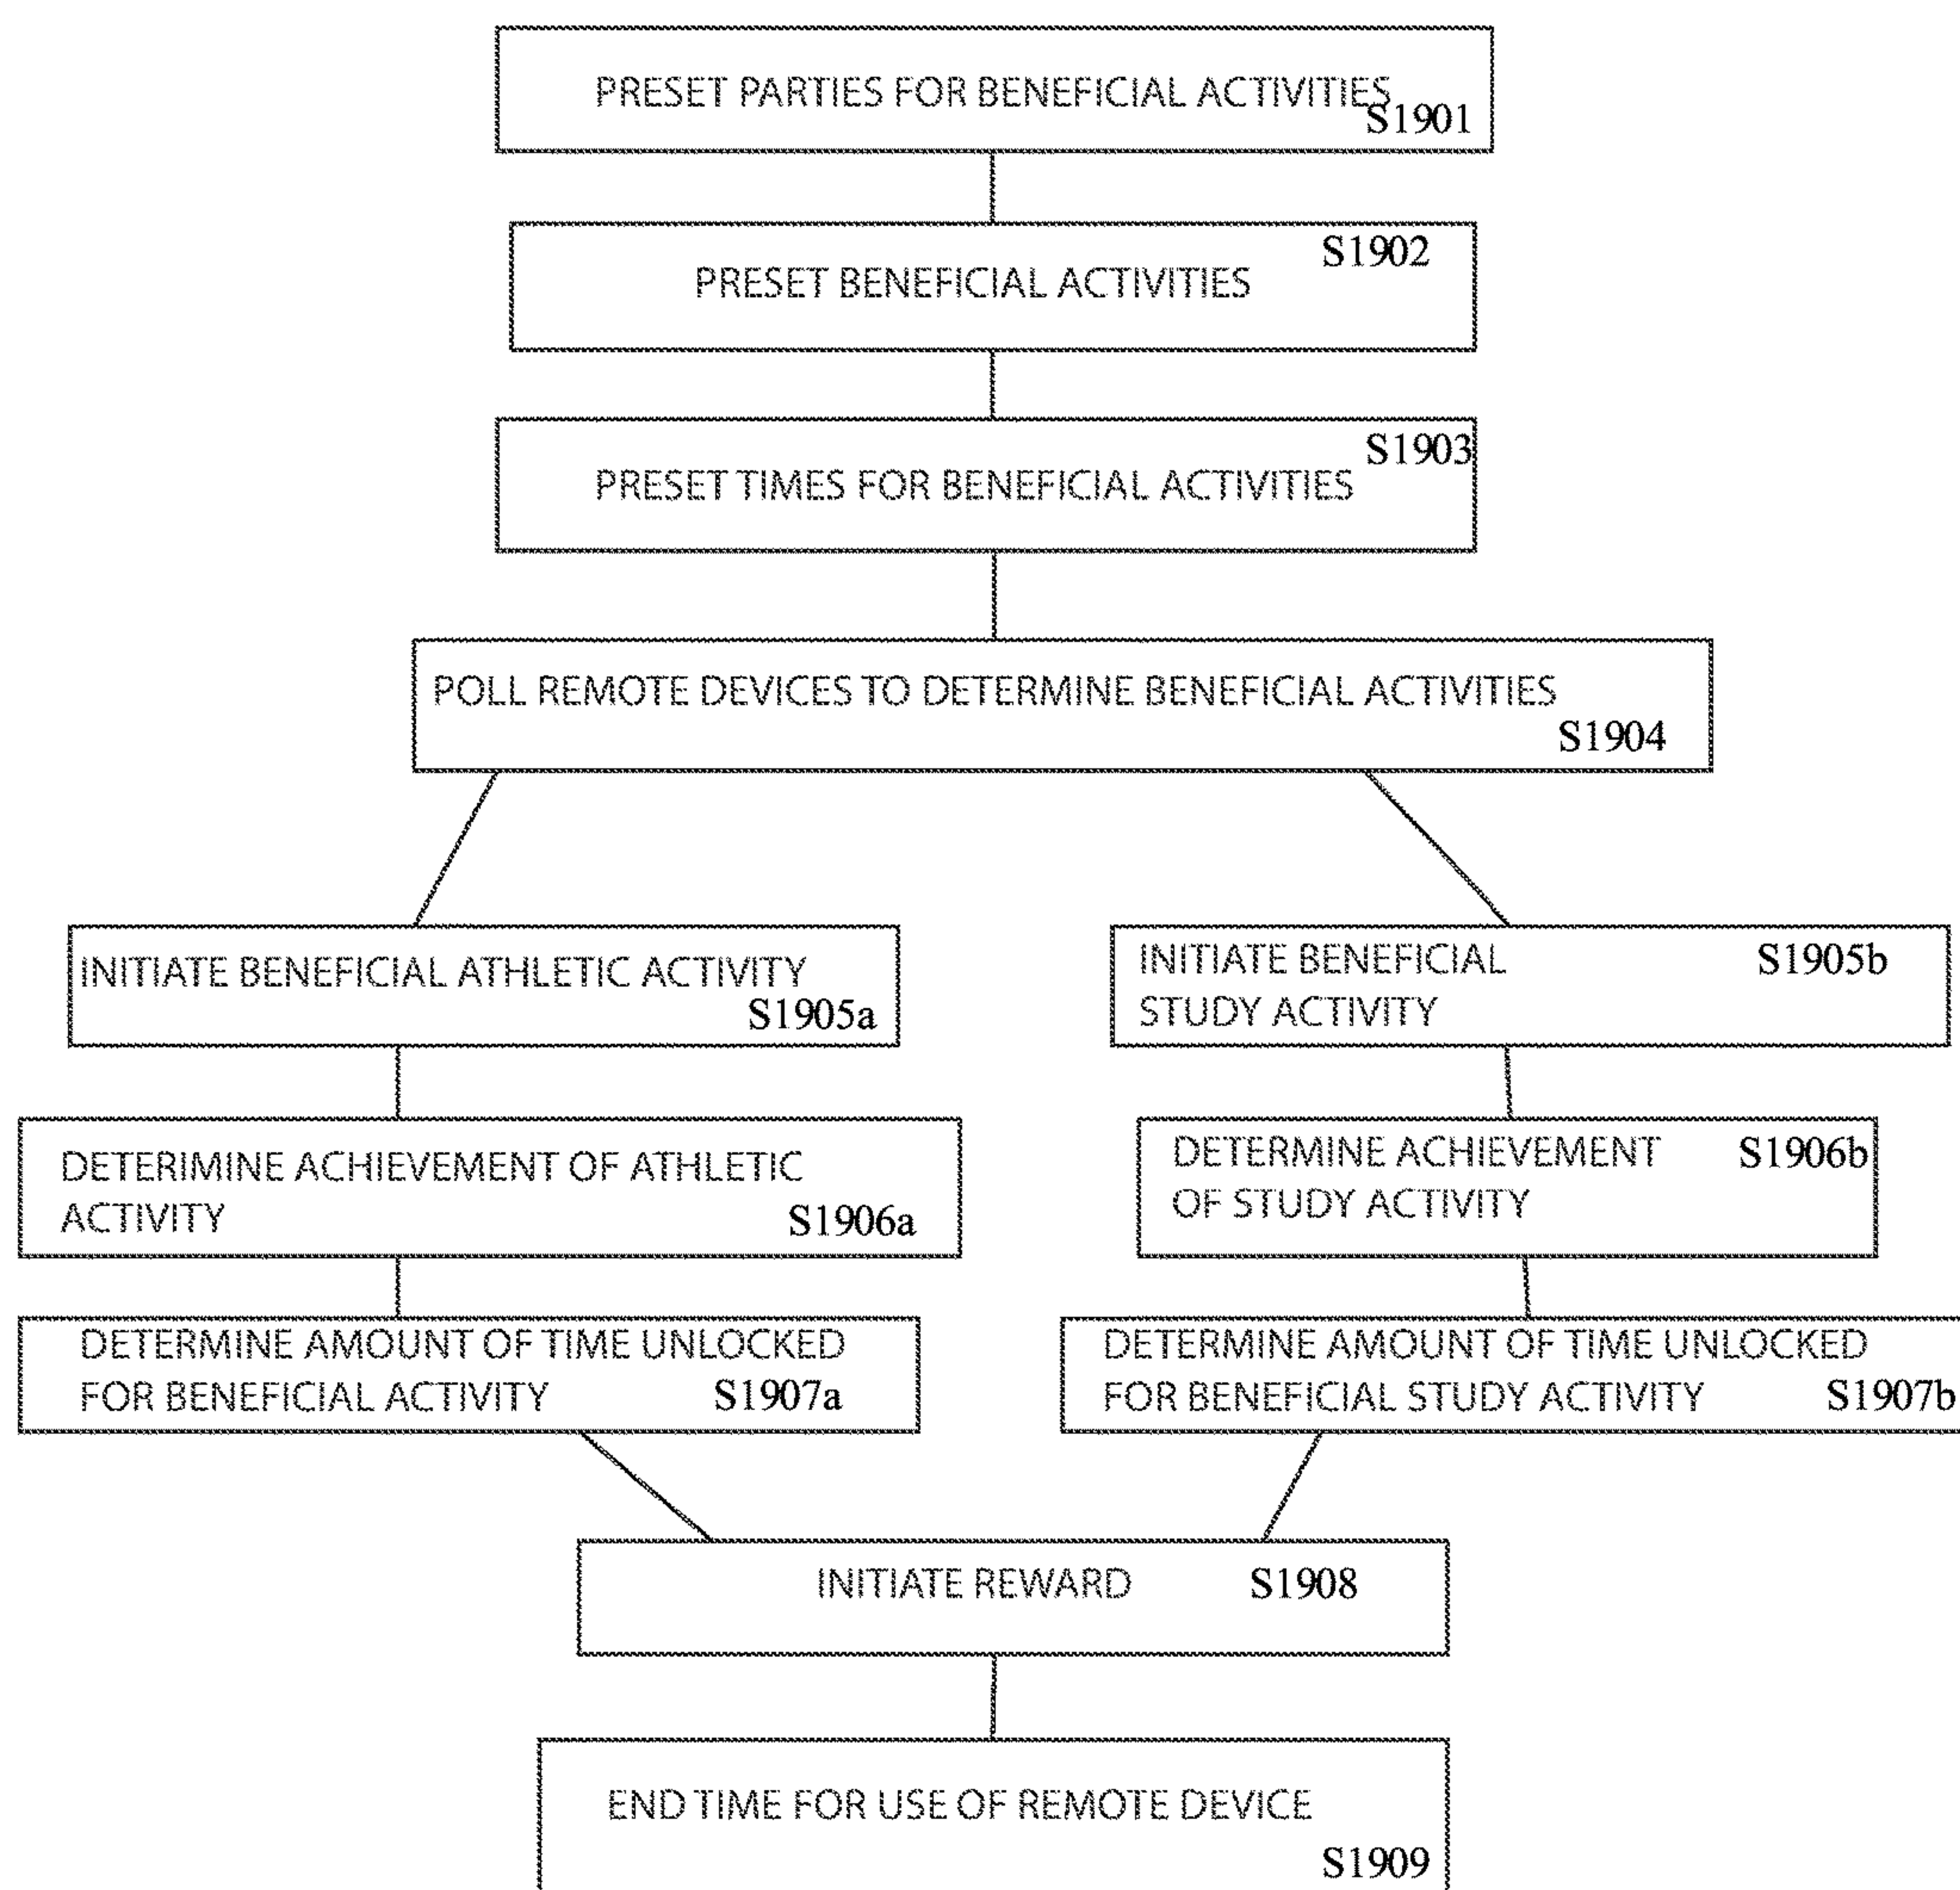 PRESET PARTIES FOR BENEFICIAL ACTIVITIES
S1901
S1902
PRESET BENEFICIAL ACTIVITIES
S1903
PRESET TIMES FOR BENEFICIAL ACTIVITIES
POLL REMOTE DEVICES TO DETERMINE BENEFICIAL ACTIVITIES
S1904
INITIATE BENEFICIAL ATHLETIC ACTIVITY
S1905a
INITIATE BENEFICIAL S1905b
STUDY ACTIVITY
DETERIMINE ACHIEVEMENT OF ATHLETIC
ACTIVITY
S1906a
DETERMINE ACHIEVEMENT S1906b
OF STUDY ACTIVITY
DETERMINE AMOUNT OF TIME UNLOCKED
FOR BENEFICIAL ACTIVITY S1907a
DETERMINE AMOUNT OF TIME UNLOCKED
FOR BENEFICIAL STUDY ACTIVITY S1907b
INITIATE REWARD S1908
END TIME FOR USE OF REMOTE DEVICE
S1909